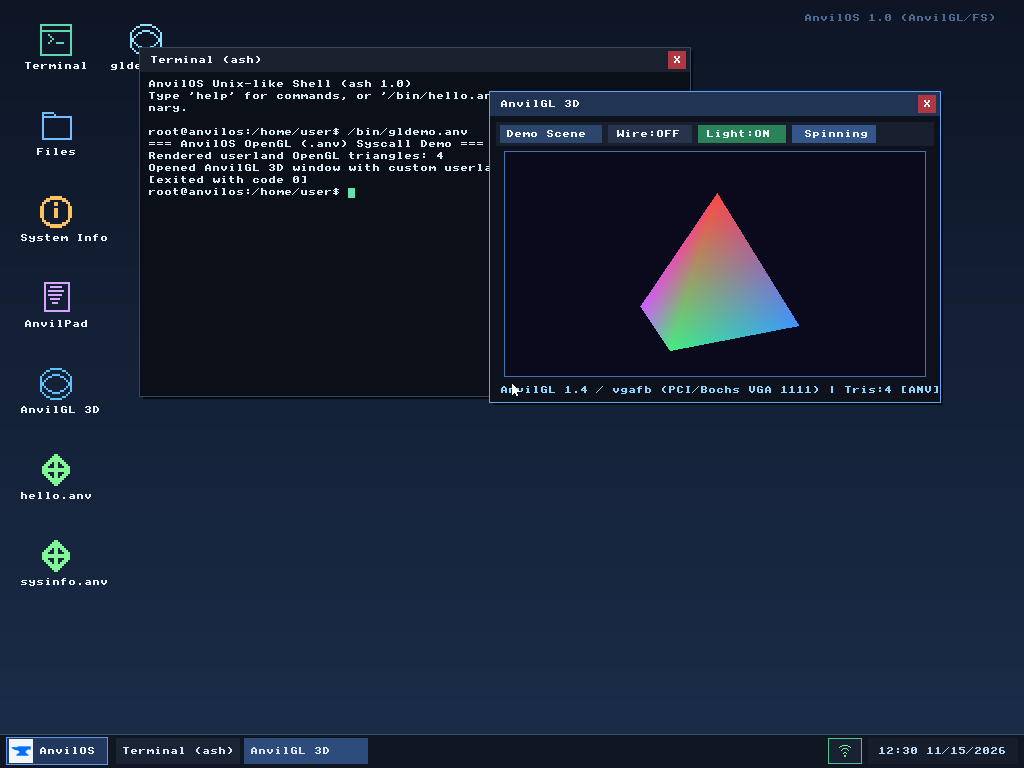 AnvilOS 1.0 (AnvilGL/FS)
Terminal
Files
System Info
AnvilPad
AnvilGL 3D
hello.anv
sysinfo.anv
Terminal (ash)
X
AnvilOS Unix-like Shell (ash 1.0)
Type 'help' for commands, or '/bin/hello.
nary.
root@anvilos:/home/user$ /bin/gldemo.anv
=== AnvilOS OpenGL (.anv) Syscall Demo ===
Rendered userland OpenGL triangles: 4
Opened AnvilGL 3D window with custom
[exited with code 0]
root@anvilos:/home/user$
AnvilGL 3D
X
Demo Scene
Wire:OFF
Light:ON
Spinning
AnvilGL 1.4 / vgafb (PCI/Bochs VGA 1111) | Tris:4 [ANV]
AnvilOS
Terminal (ash)
AnvilGL 3D
12:30 11/15/2026